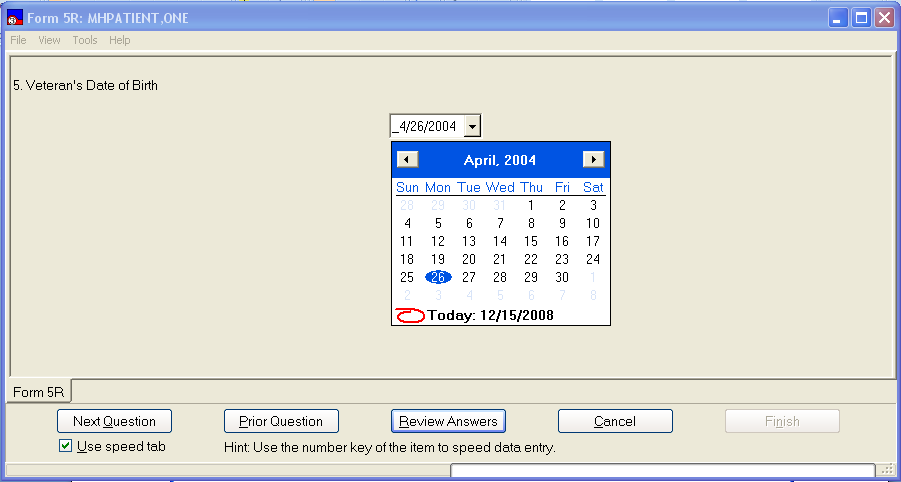 Form 5R: MHPATIENT,ONE
File View Tools Help
5. Veteran's Date of Birth
_4/26/2004
April, 2004
Sun Mon Tue Wed Thu Fri Sat
28 29 30 31 1 2 3
4 5 6 7 8 9 10
11 12 13 14 15 16 17
18 19 20 21 22 23 24
25 26 27 28 29 30 1
2 3 4 5 6 7 8
Today: 12/15/2008
Form 5R
Next Question Prior Question Review Answers Cancel Finish
Use speed tab Hint: Use the number key of the item to speed data entry.